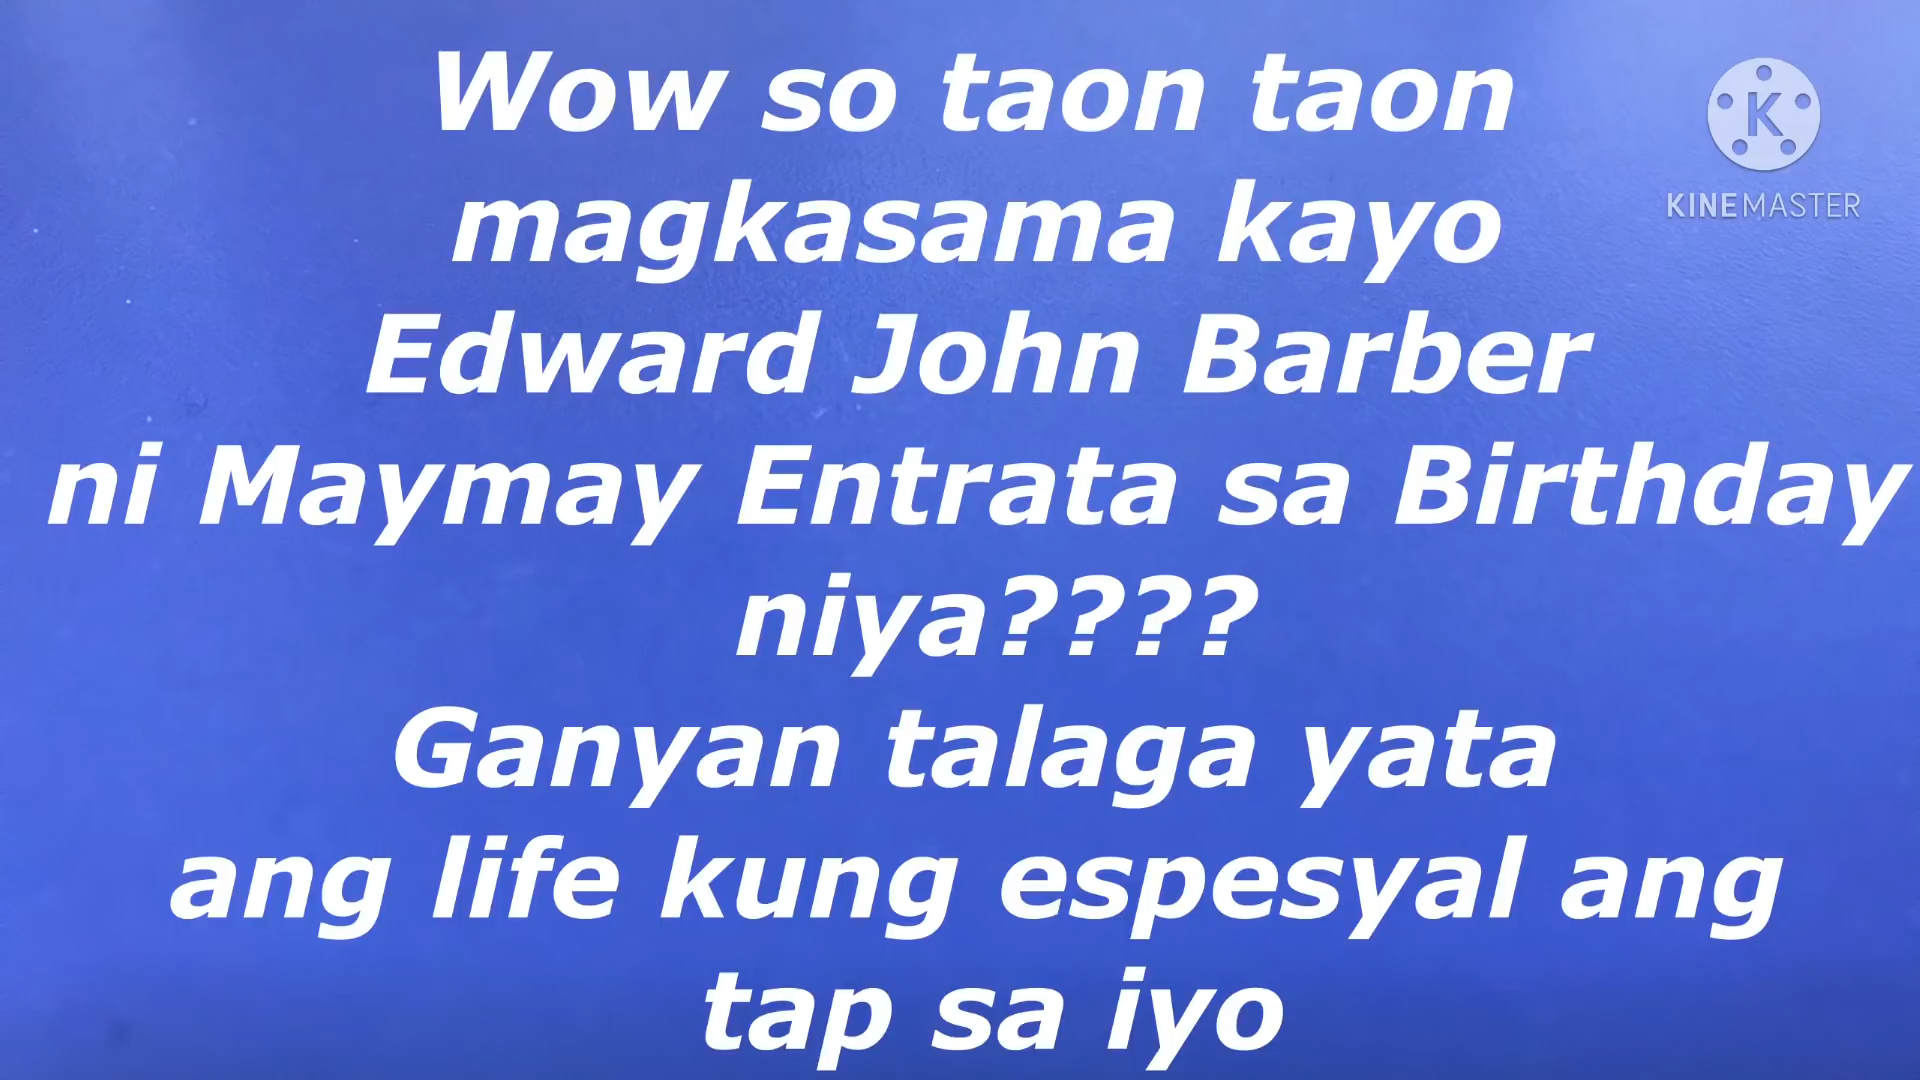 Wow so taon taon
magkasama kayo
Edward John Barber
ni Maymay Entrata sa Birthday
niya????
Ganyan talaga yata
ang life kung espesyal ang
tap sa iyo
K
KINEMASTER